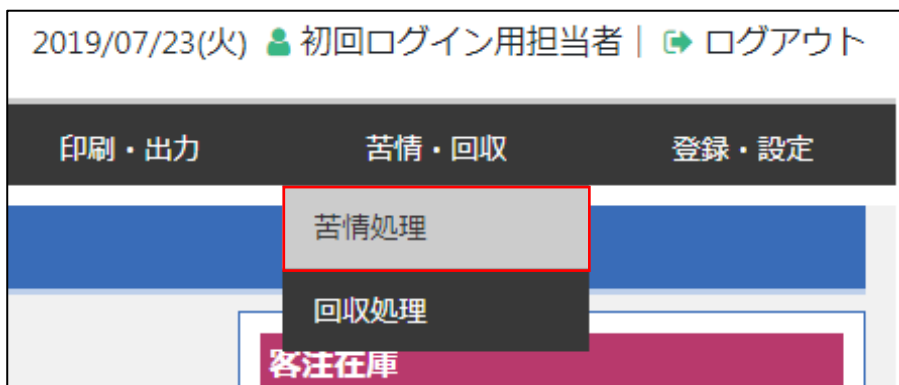 2019/07/23(火) 初回ログイン用担当者 | ログアウト
印刷・出力 苦情・回収 登録・設定
苦情処理
回収処理
客注在庫